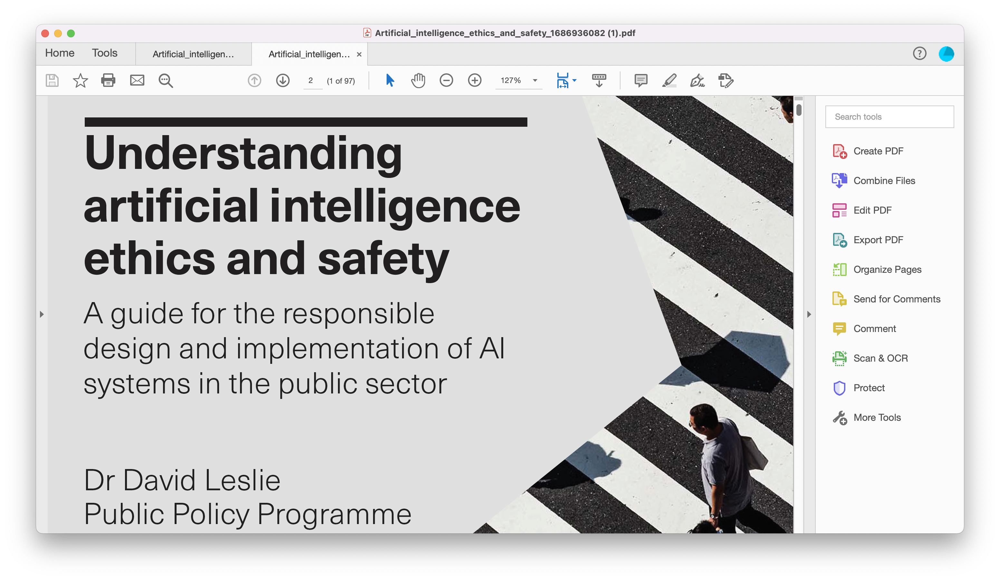 Artificial_intelligence_ethics_and_safety_1686936082 (1).pdf
Home Tools Artificial_intelligen... Artificial_intelligen... ×
2 (1 of 97) 127%
Understanding
artificial intelligence
ethics and safety
A guide for the responsible
design and implementation of AI
systems in the public sector
Dr David Leslie
Public Policy Programme
Search tools
Create PDF
Combine Files
Edit PDF
Export PDF
Organize Pages
Send for Comments
Comment
Scan & OCR
Protect
More Tools